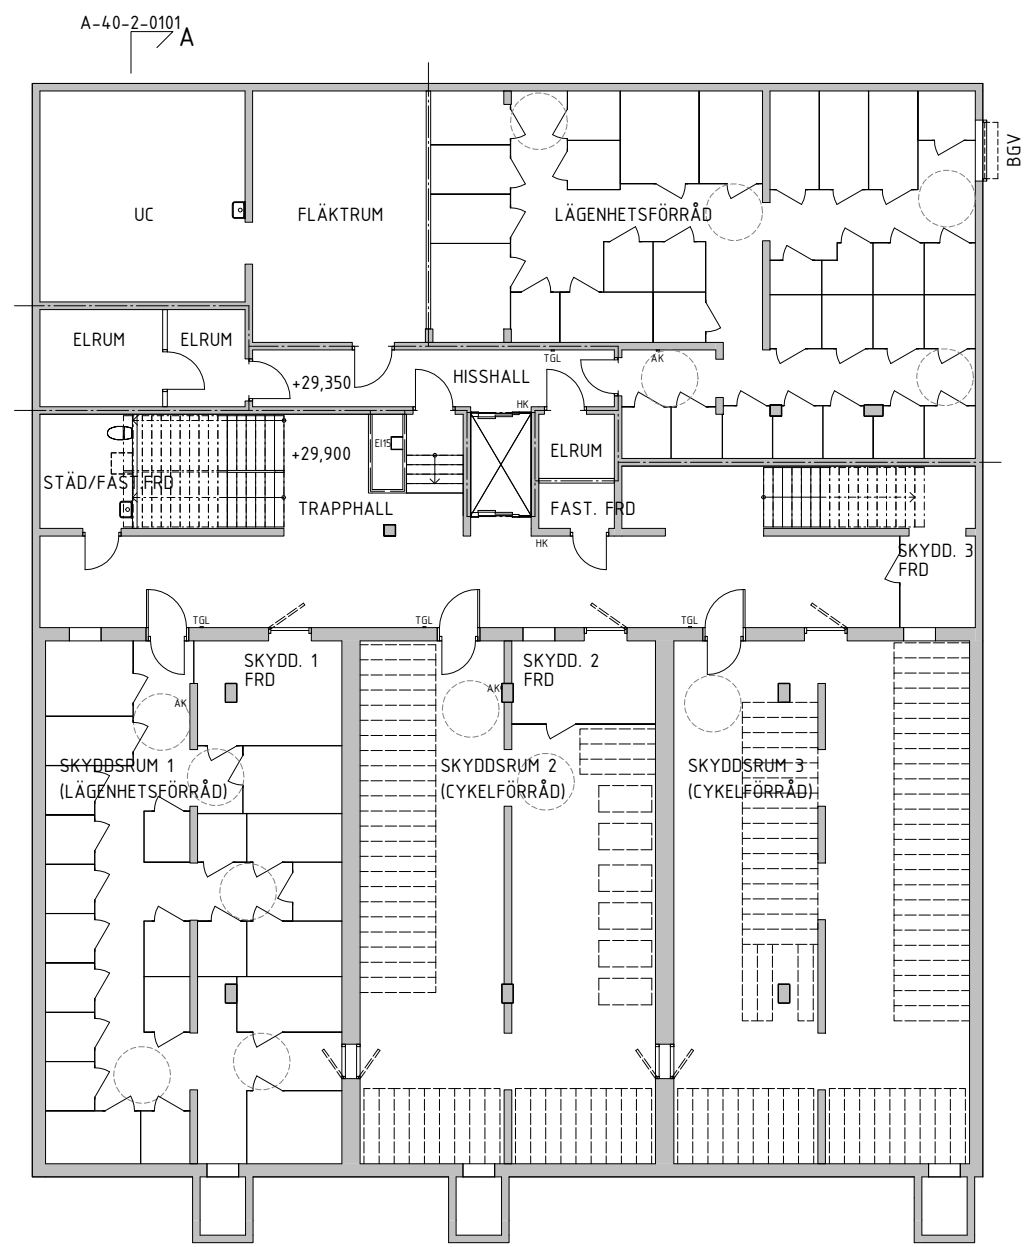 A-40-2-0101
A
BGV
UC
FLÄKTRUM
LÄGENHETSFÖRRÅD
ELRUM
ELRUM
TGL
AK
+29,350
HISSHALL
HK
EI15
+29,900
ELRUM
STÄD/FAST FRD
TRAPPHALL
FAST. FRD
HK
SKYDD. 3
FRD
TGL
TGL
TGL
SKYDD. 1
FRD
SKYDD. 2
FRD
AK
AK
SKYDDSRUM 1
(LÄGENHETSFÖRRÅD)
SKYDDSRUM 2
(CYKELFÖRRÅD)
SKYDDSRUM 3
(CYKELFÖRRÅD)